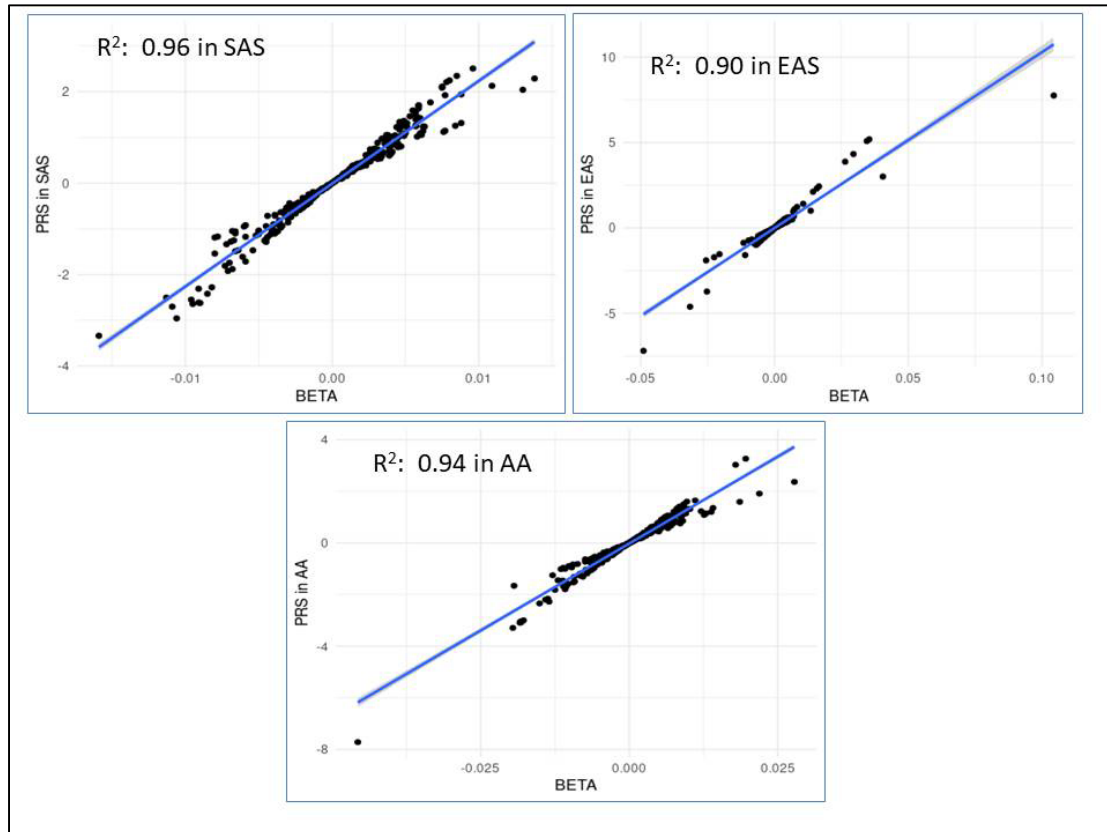 R²: 0.96 in SAS
PRS in SAS
2
0
-2
-4
-0.01
0.00
0.01
BETA
R²: 0.90 in EAS
PRS in EAS
10
5
0
-5
-0.05
0.00
0.05
0.10
BETA
R²: 0.94 in AA
PRS in AA
4
0
-4
-8
-0.025
0.000
0.025
BETA